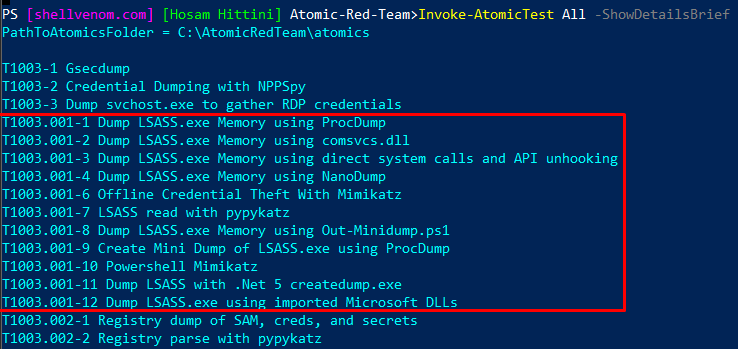 PS [shellvenom.com] [Hosam Hittini] Atomic-Red-Team>Invoke-AtomicTest All -ShowDetailsBrief
PathToAtomicsFolder = C:\AtomicRedTeam\atomics
T1003-1 Gsecdump
T1003-2 Credential Dumping with NPPSpy
T1003-3 Dump svchost.exe to gather RDP credentials
T1003.001-1 Dump LSASS.exe Memory using ProcDump
T1003.001-2 Dump LSASS.exe Memory using comsvcs.dll
T1003.001-3 Dump LSASS.exe Memory using direct system calls and API unhooking
T1003.001-4 Dump LSASS.exe Memory using NanoDump
T1003.001-6 Offline Credential Theft With Mimikatz
T1003.001-7 LSASS read with pypykatz
T1003.001-8 Dump LSASS.exe Memory using Out-Minidump.ps1
T1003.001-9 Create Mini Dump of LSASS.exe using ProcDump
T1003.001-10 Powershell Mimikatz
T1003.001-11 Dump LSASS with .Net 5 createdump.exe
T1003.001-12 Dump LSASS.exe using imported Microsoft DLLs
T1003.002-1 Registry dump of SAM, creds, and secrets
T1003.002-2 Registry parse with pypykatz